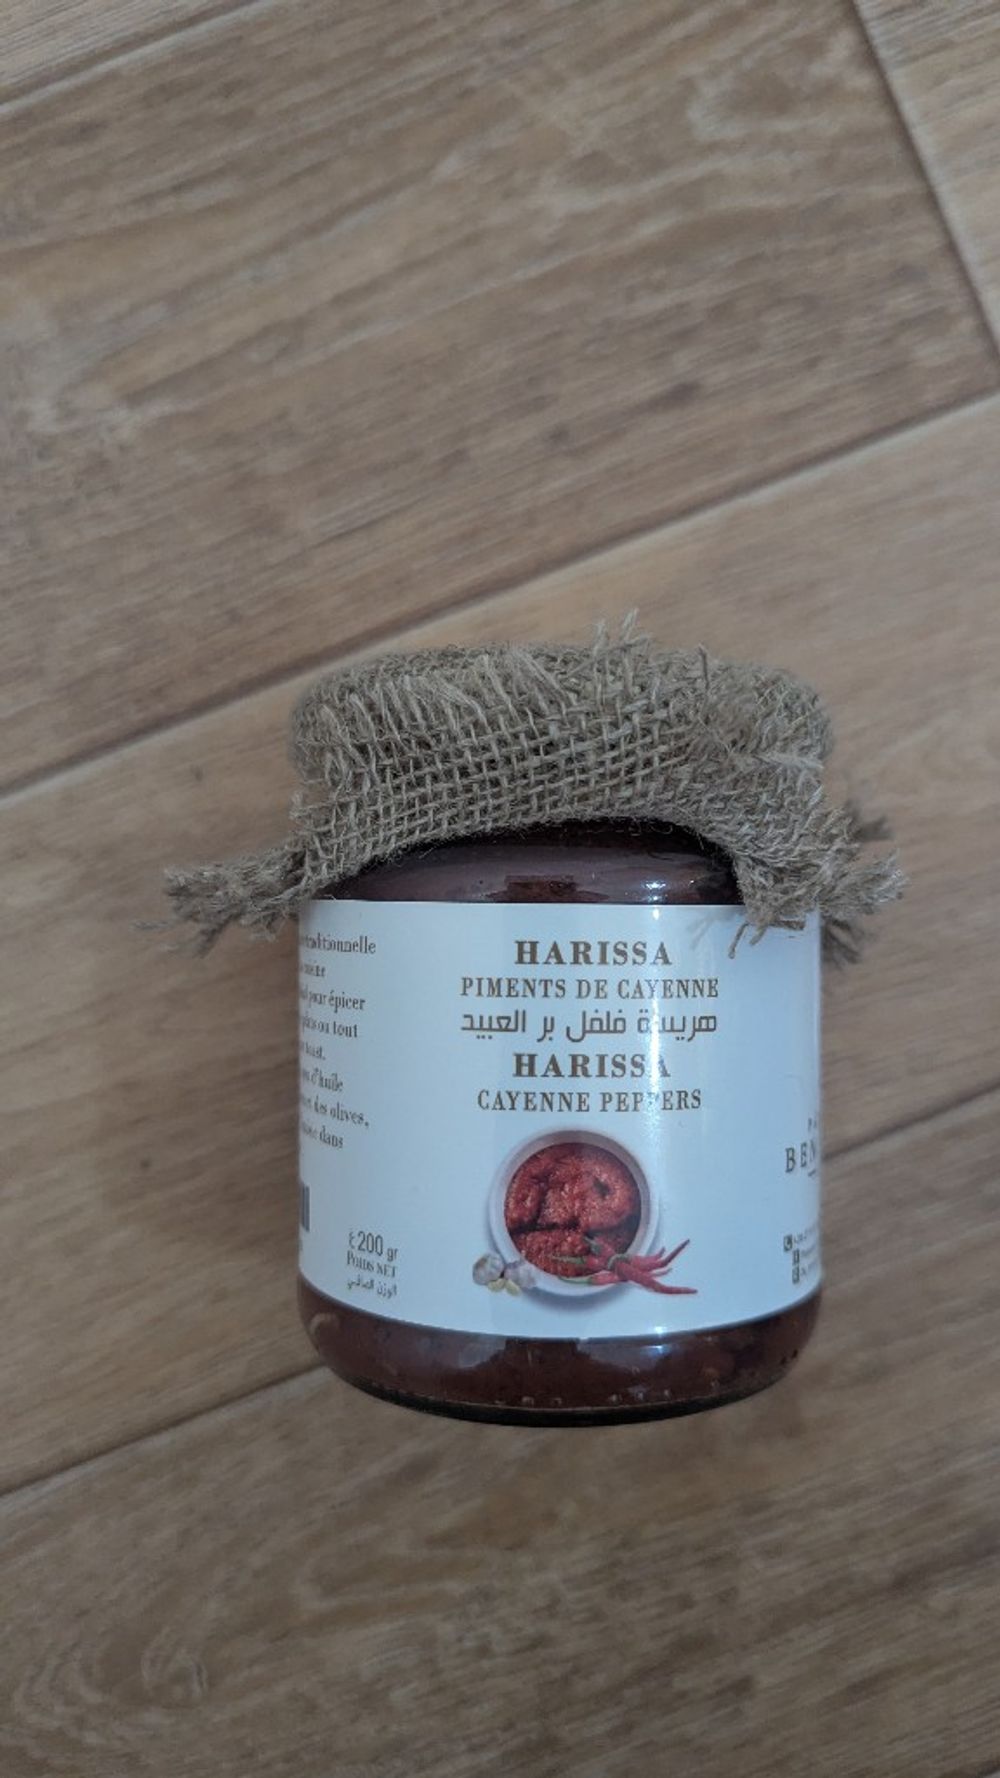 traditionnelle
pour épicer
ou tout
d'huile
des olives,
dans
HARISSA
PIMENTS DE CAYENNE
هريسة فلفل بر العبيد
HARISSA
CAYENNE PEPPERS
200 gr
POIDS NET
الوزن الصافي